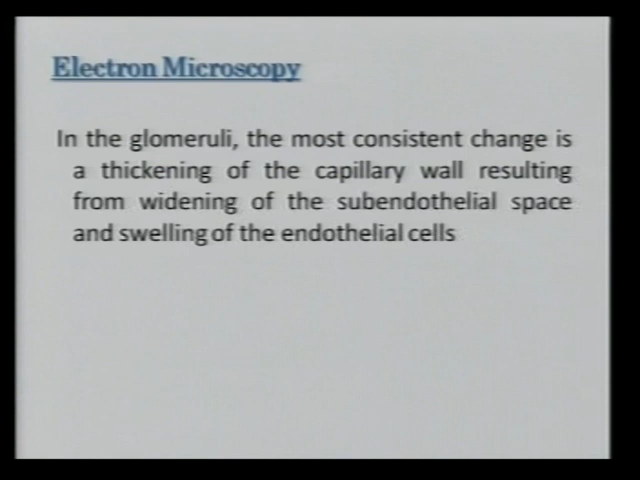 Electron Microscopy
In the glomeruli, the most consistent change is
a thickening of the capillary wall resulting
from widening of the subendothelial space
and swelling of the endothelial cells